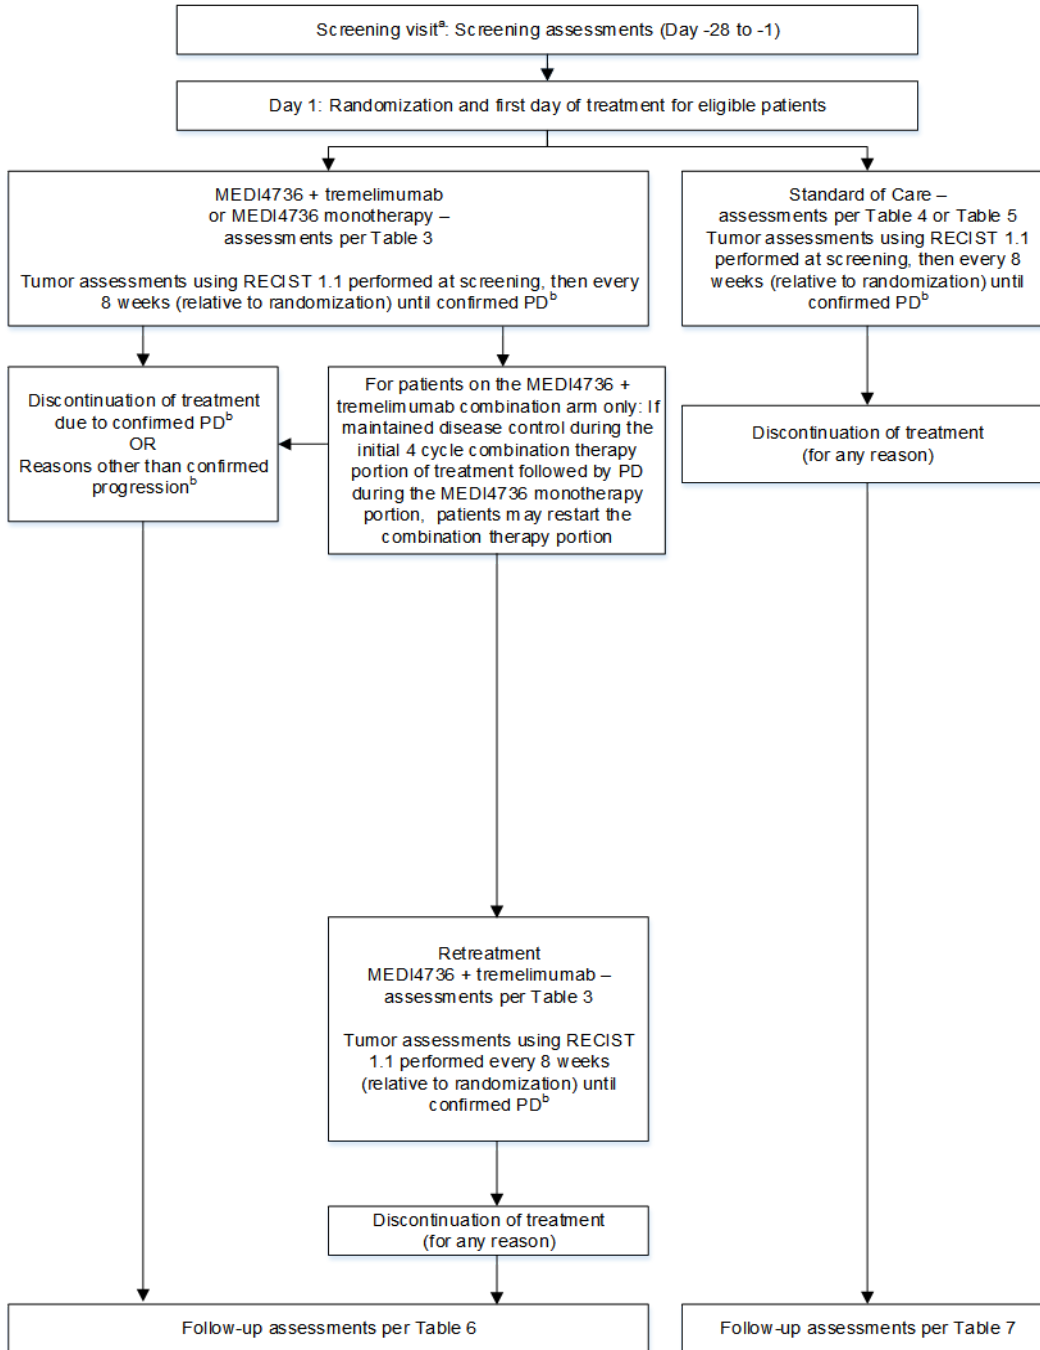 Screening visitª: Screening assessments (Day -28 to -1)
Day 1: Randomization and first day of treatment for eligible patients
MEDI4736 + tremelimumab
or MEDI4736 monotherapy –
assessments per Table 3
Tumor assessments using RECIST 1.1 performed at screening, then every
8 weeks (relative to randomization) until confirmed PDᵇ
Standard of Care –
assessments per Table 4 or Table 5
Tumor assessments using RECIST 1.1
performed at screening, then every 8
weeks (relative to randomization) until
confirmed PDᵇ
Discontinuation of treatment
due to confirmed PDᵇ
OR
Reasons other than confirmed
progressionᵇ
For patients on the MEDI4736 +
tremelimumab combination arm only: If
maintained disease control during the
initial 4 cycle combination therapy
portion of treatment followed by PD
during the MEDI4736 monotherapy
portion, patients may restart the
combination therapy portion
Discontinuation of treatment
(for any reason)
Retreatment
MEDI4736 + tremelimumab –
assessments per Table 3
Tumor assessments using RECIST
1.1 performed every 8 weeks
(relative to randomization) until
confirmed PDᵇ
Discontinuation of treatment
(for any reason)
Follow-up assessments per Table 6
Follow-up assessments per Table 7